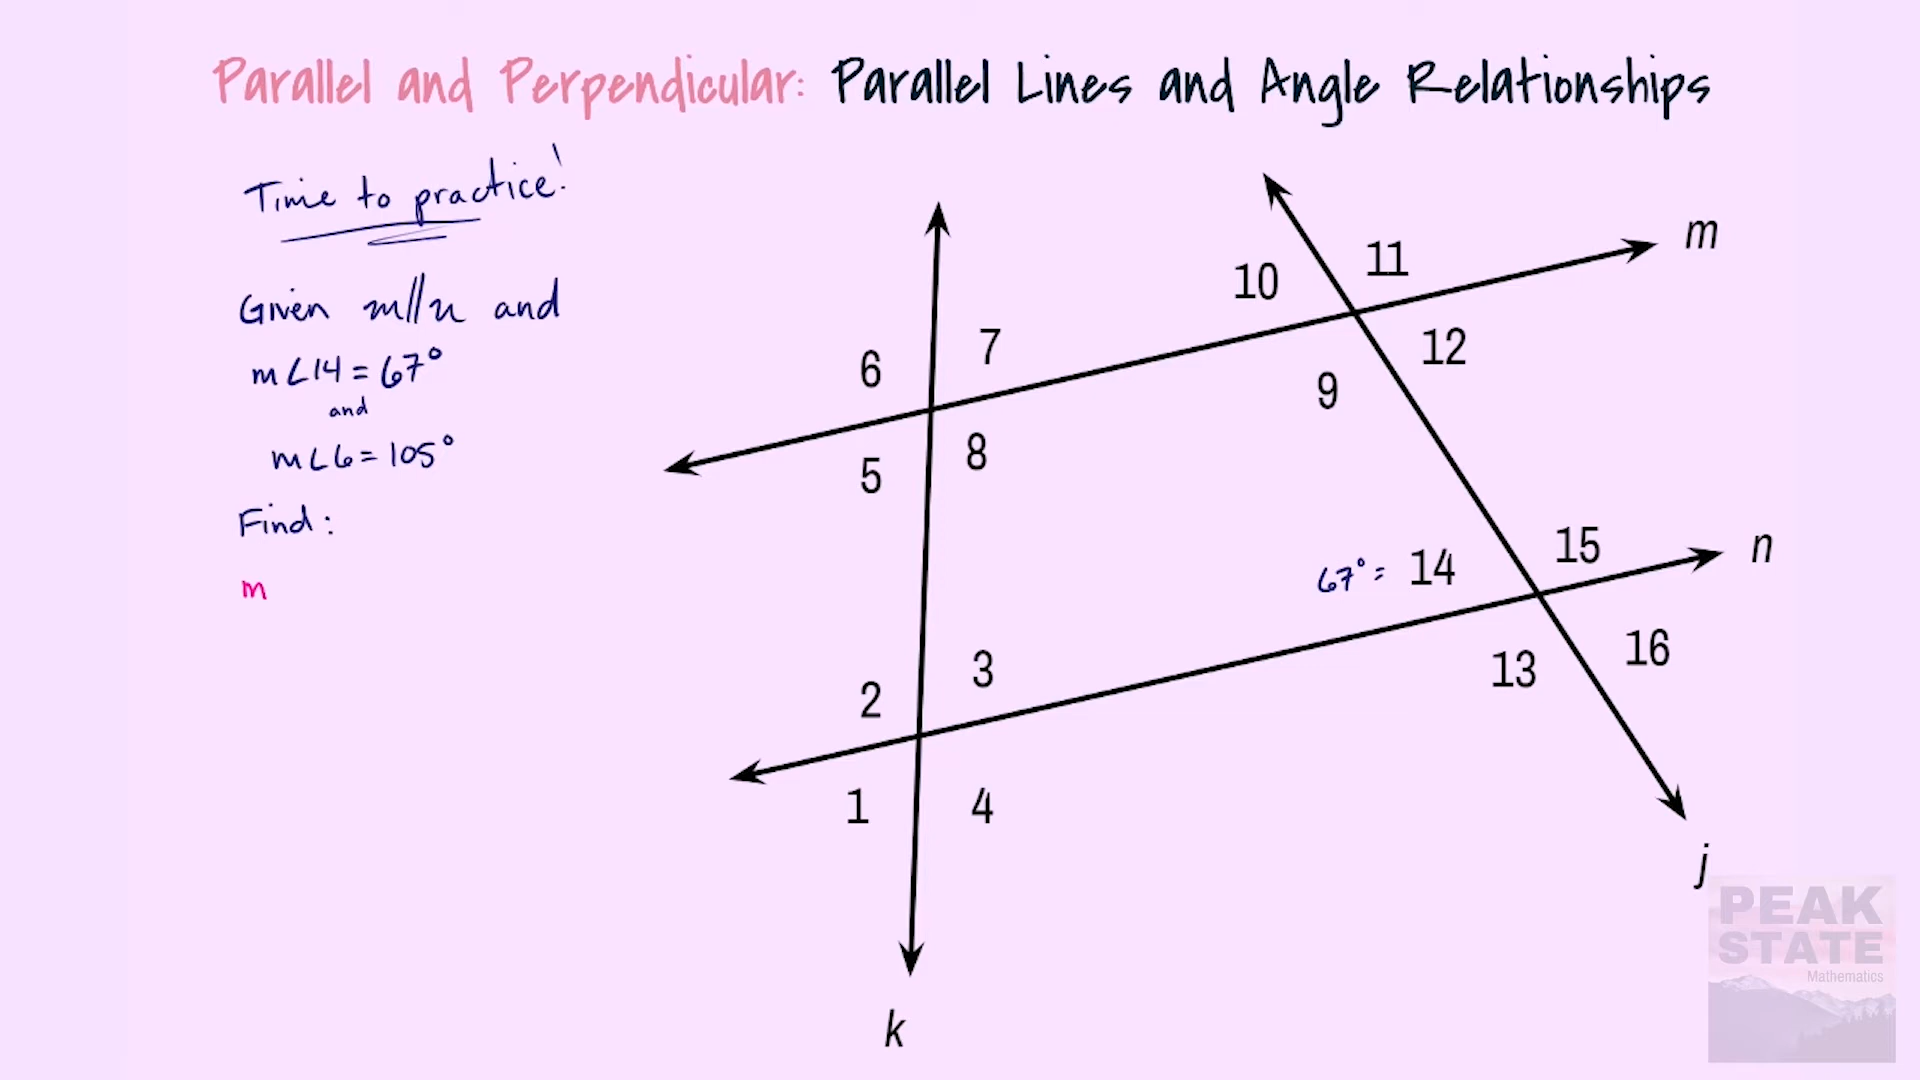 Parallel and Perpendicular: Parallel Lines and Angle Relationships
Time to practice!
Given m//n and
m∠14 = 67°
and
m∠6 = 105°
Find:
m
m
10
11
12
9
6
7
5
8
n
67° = 14
15
13
16
2
3
1
4
j
k
PEAK
STATE
Mathematics